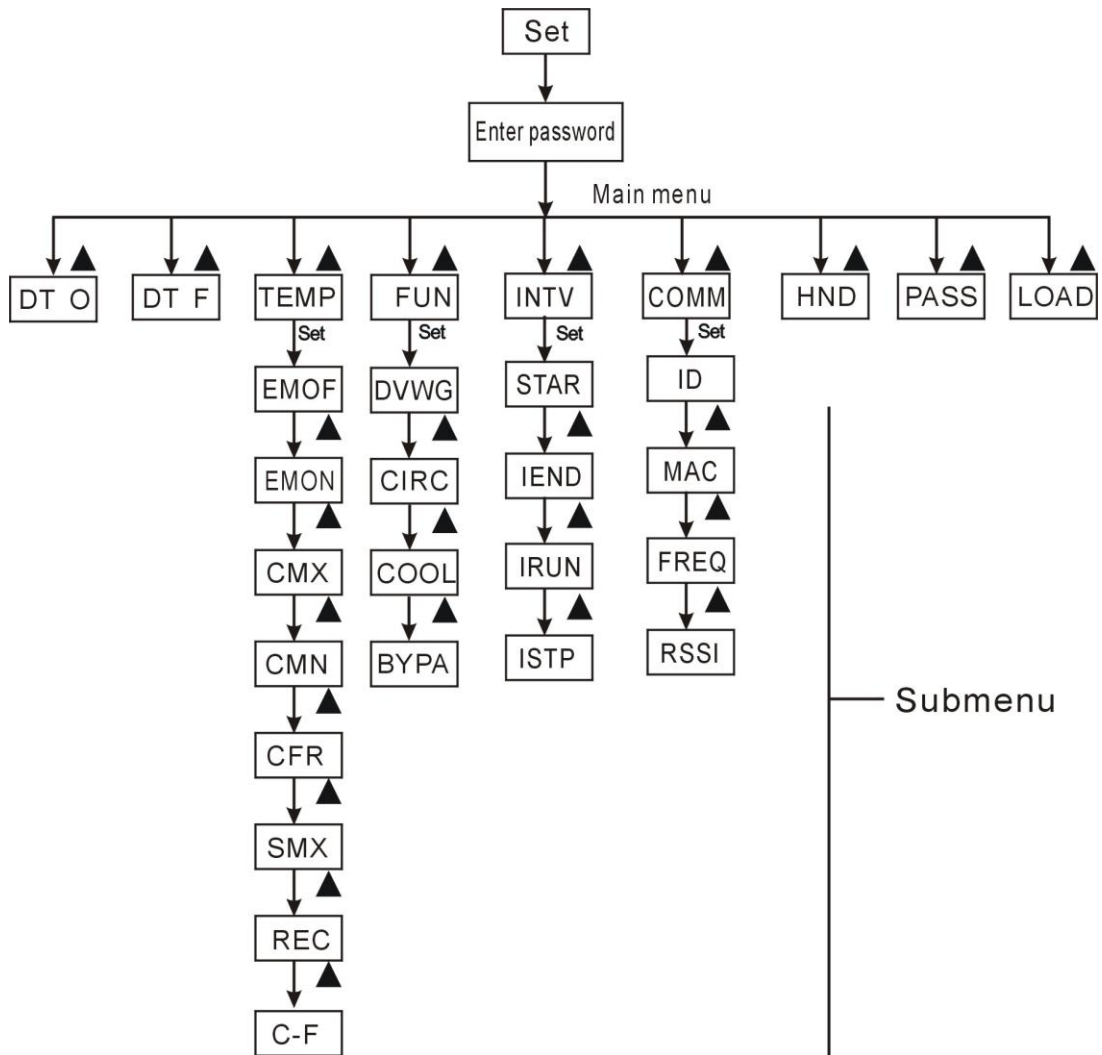 Set
Enter password
Main menu
DT O
DT F
TEMP
FUN
INTV
COMM
HND
PASS
LOAD
Set
Set
Set
Set
EMOF
DVWG
STAR
ID
EMON
CIRC
IEND
MAC
CMX
COOL
IRUN
FREQ
CMN
BYPA
ISTP
RSSI
Submenu
CFR
SMX
REC
C-F